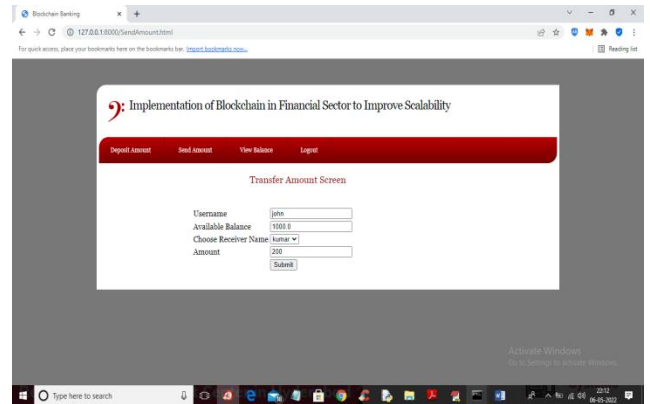 Blockchain Banking
127.0.0.1:8000/SendAmount.html
For quick access, place your bookmarks here on the bookmarks bar. Import bookmarks now...
Reading list
Implementation of Blockchain in Financial Sector to Improve Scalability
Deposit Amount Send Amount View Balance Logout
Transfer Amount Screen
Username john
Available Balance 1000.0
Choose Receiver Name kumar
Amount 200
Submit
Activate Windows
Go to Settings to activate Windows.
Type here to search
22:12
06-05-2022